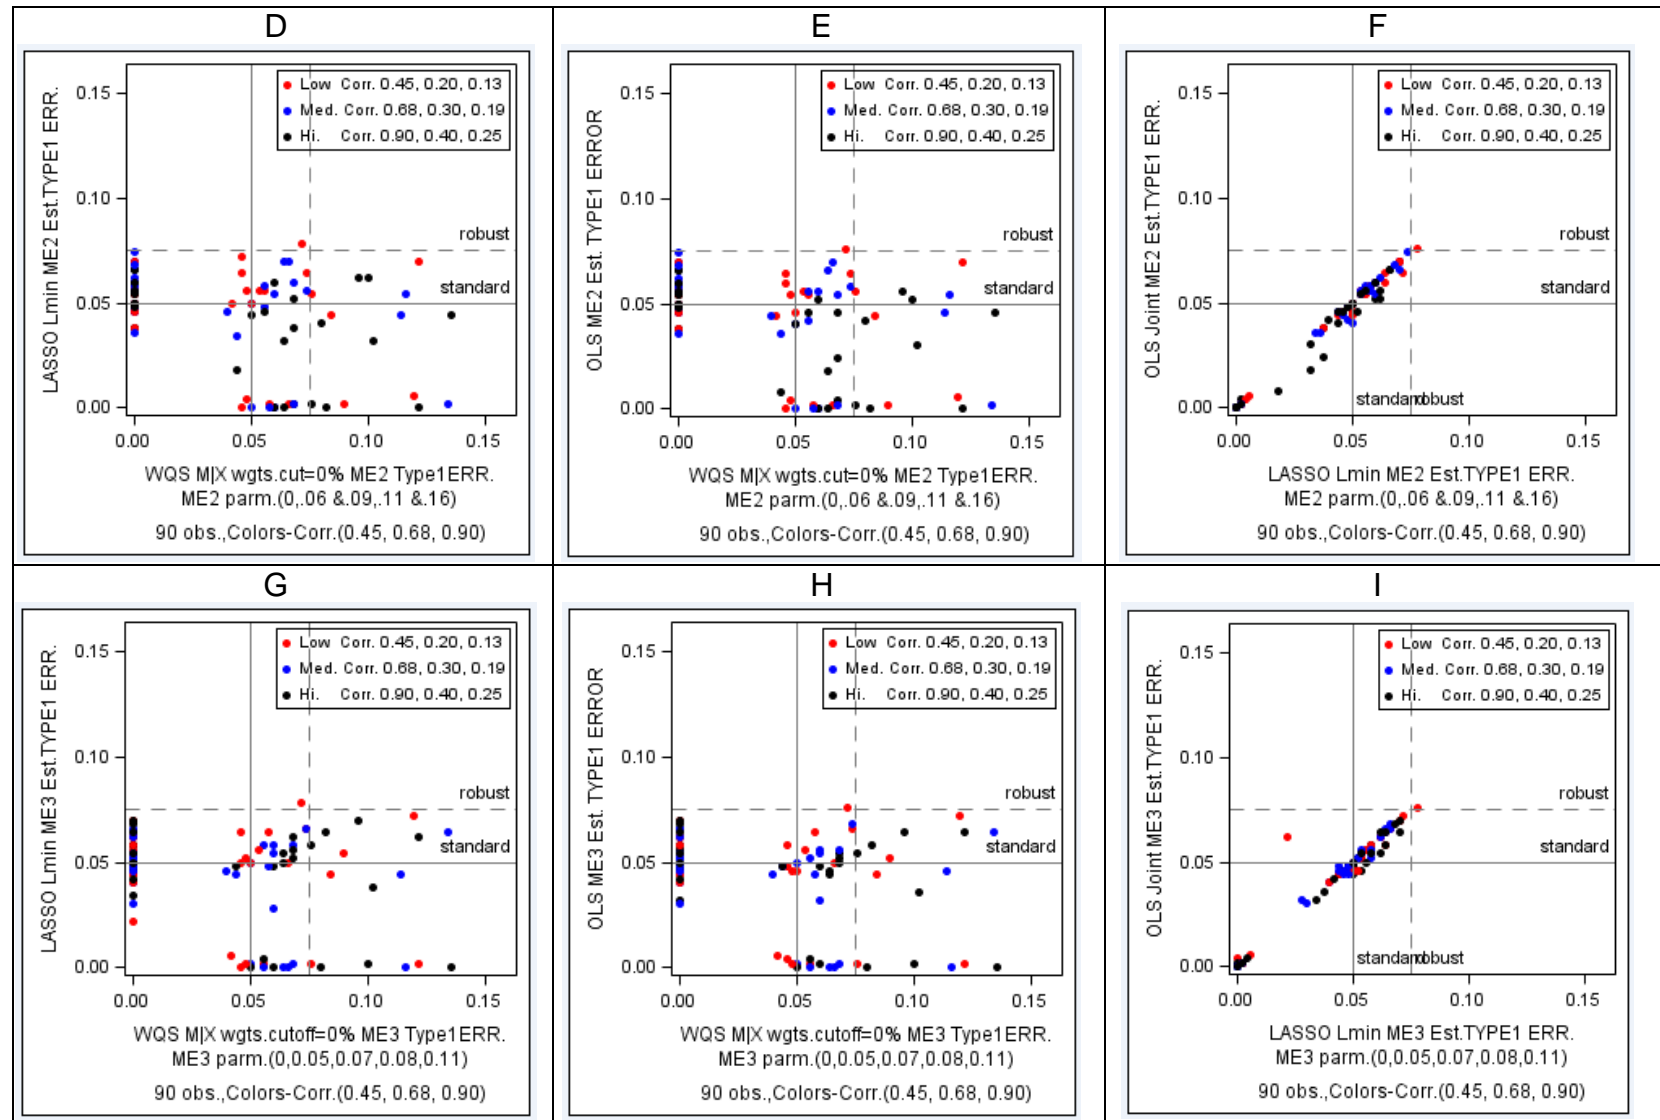 D
E
F
LASSO Lmin ME2 Est.TYPE1 ERR.
0.15
0.10
0.05
0.00
Low Corr. 0.45, 0.20, 0.13
Med. Corr. 0.68, 0.30, 0.19
Hi. Corr. 0.90, 0.40, 0.25
robust
standard
0.00 0.05 0.10 0.15
WQS M|X wgts.cut=0% ME2 Type1ERR.
ME2 parm.(0,.06 &.09,.11 &.16)
90 obs.,Colors-Corr.(0.45, 0.68, 0.90)
OLS ME2 Est. TYPE1 ERROR
0.15
0.10
0.05
0.00
Low Corr. 0.45, 0.20, 0.13
Med. Corr. 0.68, 0.30, 0.19
Hi. Corr. 0.90, 0.40, 0.25
robust
standard
0.00 0.05 0.10 0.15
WQS M|X wgts.cut=0% ME2 Type1ERR.
ME2 parm.(0,.06 &.09,.11 &.16)
90 obs.,Colors-Corr.(0.45, 0.68, 0.90)
OLS Joint ME2 Est.TYPE1 ERR.
0.15
0.10
0.05
0.00
Low Corr. 0.45, 0.20, 0.13
Med. Corr. 0.68, 0.30, 0.19
Hi. Corr. 0.90, 0.40, 0.25
robust
standard
standard robust
0.00 0.05 0.10 0.15
LASSO Lmin ME2 Est.TYPE1 ERR.
ME2 parm.(0,.06 &.09,.11 &.16)
90 obs.,Colors-Corr.(0.45, 0.68, 0.90)
G
H
I
LASSO Lmin ME3 Est.TYPE1 ERR.
0.15
0.10
0.05
0.00
Low Corr. 0.45, 0.20, 0.13
Med. Corr. 0.68, 0.30, 0.19
Hi. Corr. 0.90, 0.40, 0.25
robust
standard
0.00 0.05 0.10 0.15
WQS M|X wgts.cutoff=0% ME3 Type1ERR.
ME3 parm.(0,0.05,0.07,0.08,0.11)
90 obs.,Colors-Corr.(0.45, 0.68, 0.90)
OLS ME3 Est. TYPE1 ERROR
0.15
0.10
0.05
0.00
Low Corr. 0.45, 0.20, 0.13
Med. Corr. 0.68, 0.30, 0.19
Hi. Corr. 0.90, 0.40, 0.25
robust
standard
0.00 0.05 0.10 0.15
WQS M|X wgts.cutoff=0% ME3 Type1ERR.
ME3 parm.(0,0.05,0.07,0.08,0.11)
90 obs.,Colors-Corr.(0.45, 0.68, 0.90)
OLS Joint ME3 Est.TYPE1 ERR.
0.15
0.10
0.05
0.00
Low Corr. 0.45, 0.20, 0.13
Med. Corr. 0.68, 0.30, 0.19
Hi. Corr. 0.90, 0.40, 0.25
robust
standard
standard robust
0.00 0.05 0.10 0.15
LASSO Lmin ME3 Est.TYPE1 ERR.
ME3 parm.(0,0.05,0.07,0.08,0.11)
90 obs.,Colors-Corr.(0.45, 0.68, 0.90)